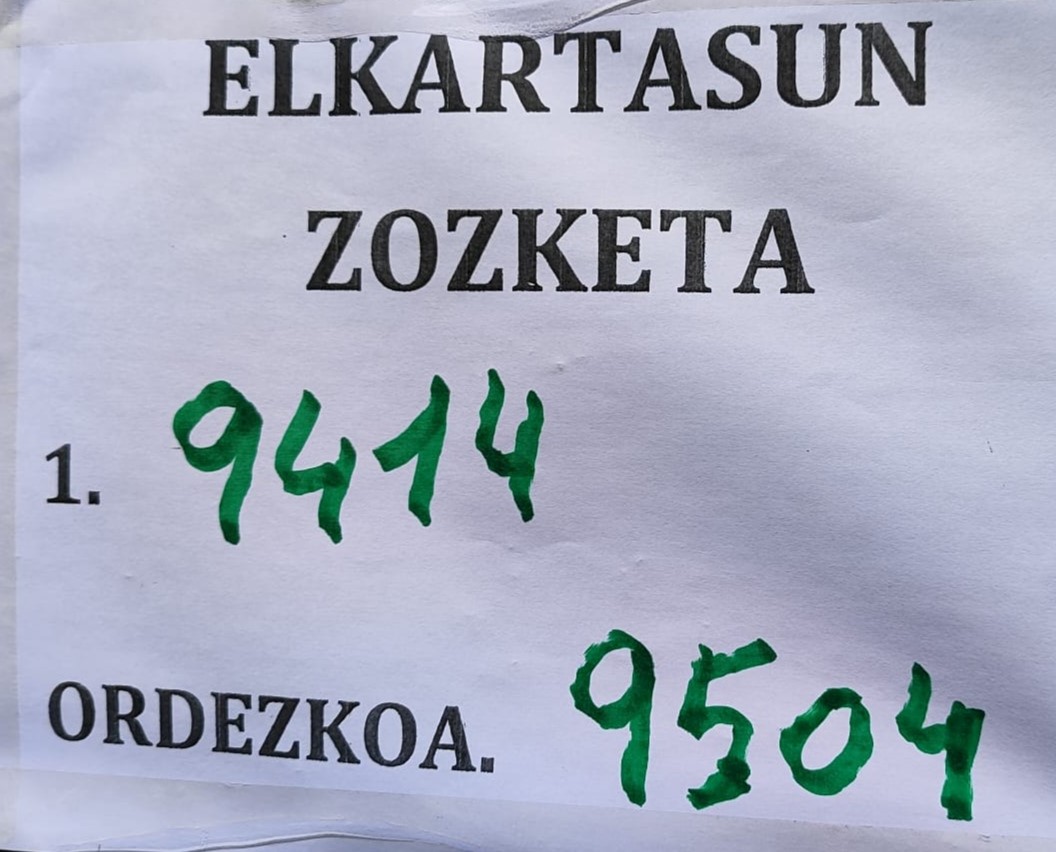 ELKARTASUN
ZOZKETA
1. 9414
ORDEZKOA. 9504